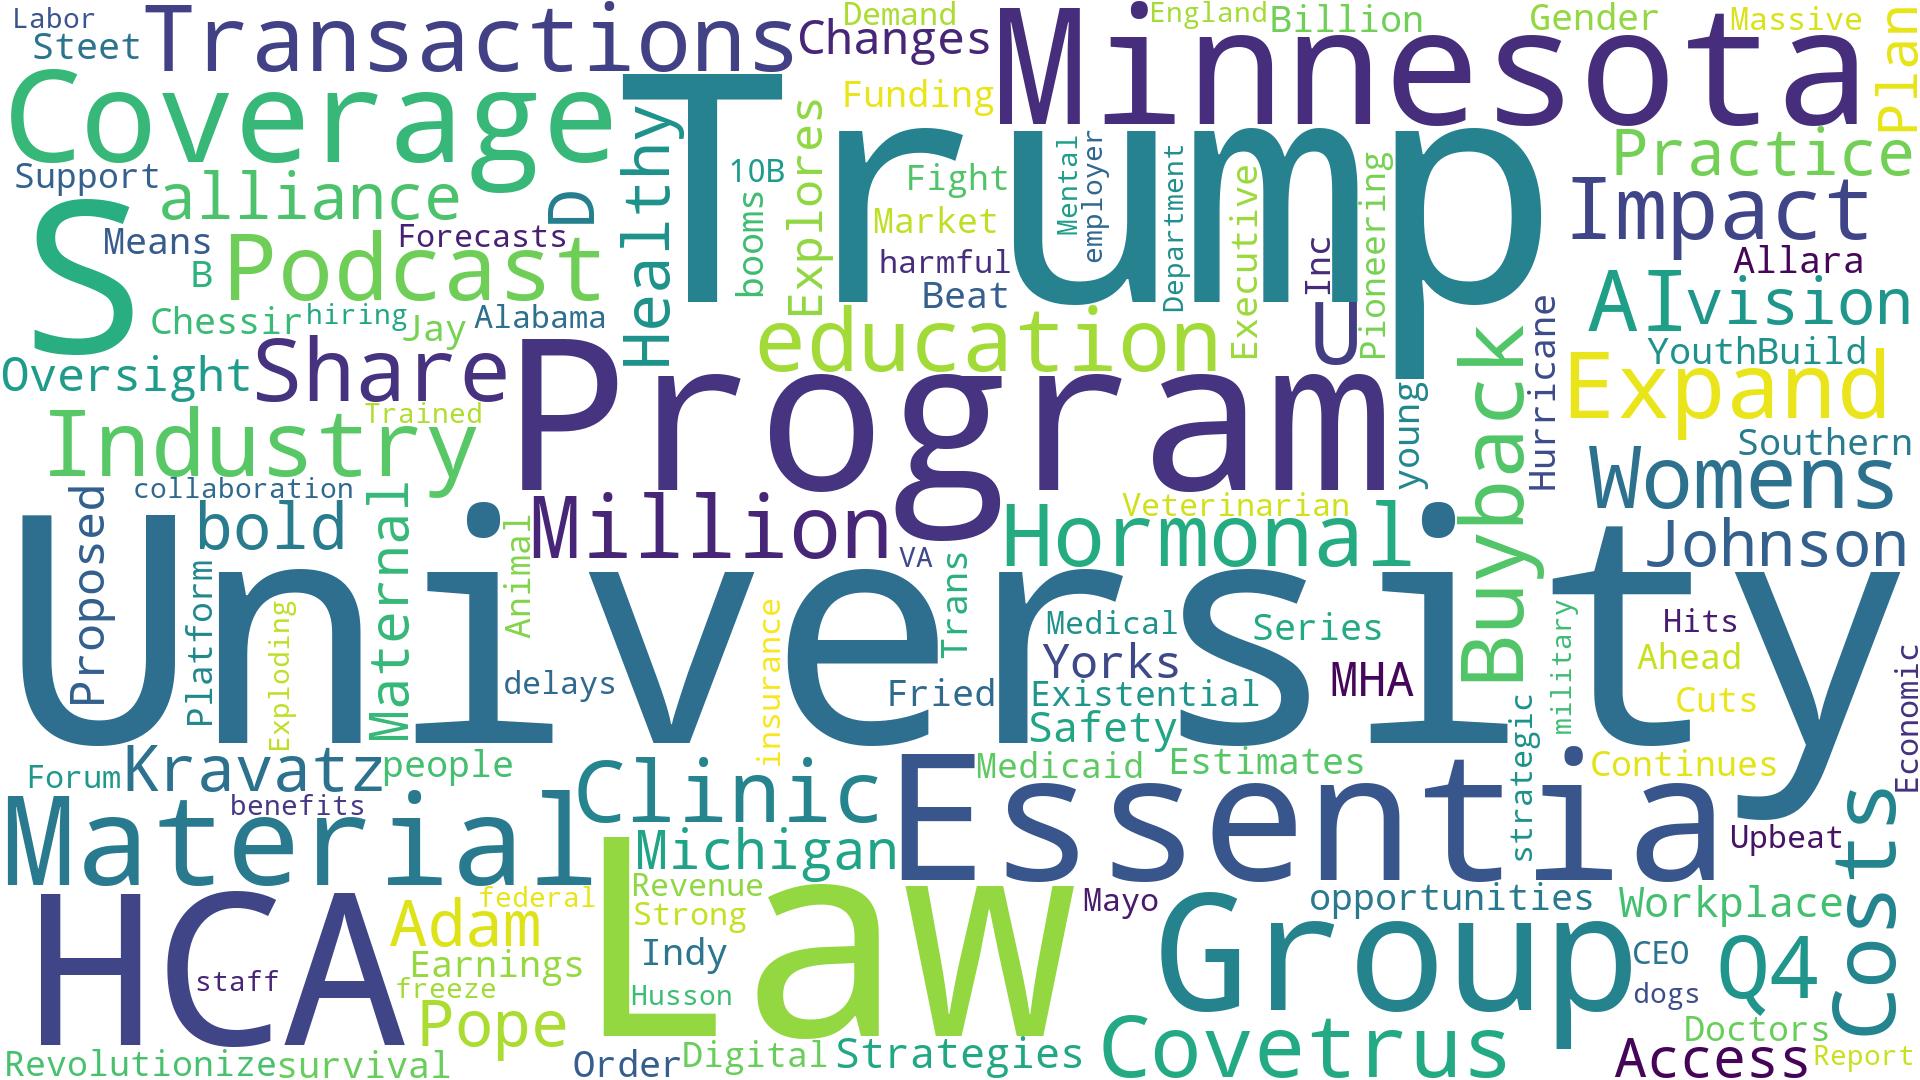 Labor
Steet
Transactions
Changes
Demand
Minnesota
England
Billion
Gender
Massive
Plan
Coverage
Healthy
Trump
Funding
Explores
Practice
Support
alliance
D
10B
booms
Fight
Market
Mental
employer
Department
Executive
Pioneering
Impact
S
Means
B
Podcast
Forecasts
harmful
Beat
Inc
Allara
AI
vision
Chessir
hiring
Jay
Alabama
education
U
Hurricane
YouthBuild
Oversight
Share
Program
young
Buyback
Expand
Industry
Trained
Southern
Womens
collaboration
Proposed
bold
Maternal
Million
Veterinarian
Hormonal
Johnson
University
Platform
Exploding
Animal
delays
insurance
VA
Trans
Fried
Medical
Yorks
Existential
Safety
Series
MHA
military
Hits
Ahead
Cuts
Economic
strategic
Forum
Kravatz
people
benefits
Clinic
Medicaid
Estimates
Continues
Material
Michigan
Essentia
Upbeat
Costs
HCA
staff
Adam
federal
Earnings
freeze
Pope
Law
Revenue
Strong
Indy
Husson
Mayo
Group
opportunities
Workplace
CEO
dogs
Q4
Doctors
Revolutionize
survival
Order
Digital
Strategies
Covetrus
Access
Report